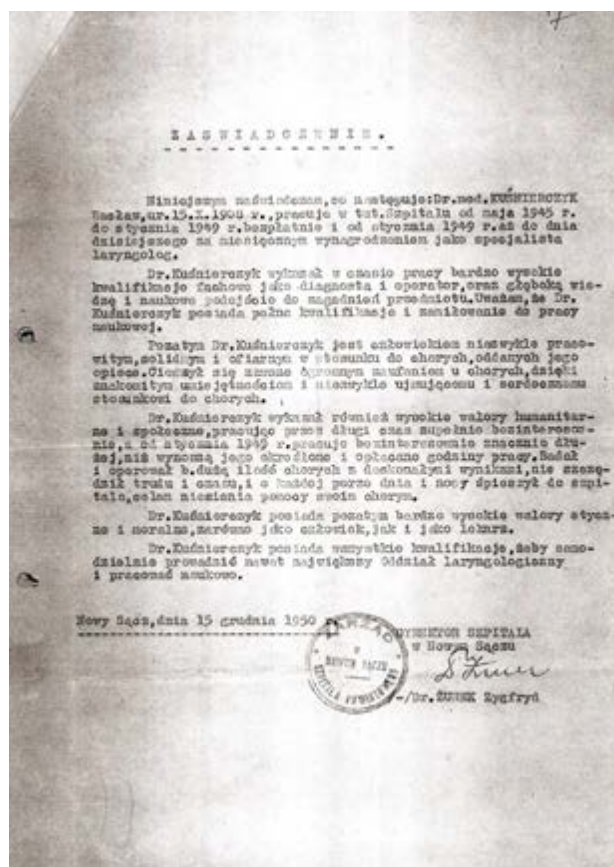 ZAŚWIADCZENIE.
Niniejszym zaświadczam, co następuje: Dr.med. KUŚNIERCZYK
Wacław, ur. 15.X.1908 r., pracuje w tut. Szpitalu od maja 1945 r.
do stycznia 1949 r. bezpłatnie i od stycznia 1949 r. aż do dnia
dzisiejszego za miesięcznym wynagrodzeniem jako specjalista
laryngolog.
Dr.Kuśnierczyk wykazał w czasie pracy bardzo wysokie
kwalifikacje fachowe jako diagnosta i operator, oraz głęboką wie-
dzę i naukowe podejście do zagadnień przedmiotu. Uważam, że Dr.
Kuśnierczyk posiada pełne kwalifikacje i zamiłowanie do pracy
naukowej.
Pozatym Dr.Kuśnierczyk jest człowiekiem niezwykle praco-
witym, solidnym i ofiarnym w stosunku do chorych, oddanych jego
opiece. Cieszył się zawsze ogromnym zaufaniem u chorych, dzięki
znakomitym umiejętnościom i niezwykle ujmującemu i serdecznemu
stosunkowi do chorych.
Dr.Kuśnierczyk wykazał również wysokie walory humanitar-
ne i społeczne, pracując przez długi czas zupełnie bezinteresow-
nie, a od stycznia 1949 r. pracuje bezinteresownie znacznie dłu-
żej, niż wynoszą jego określone i opłacane godziny pracy. Badał
i operował b.dużą ilość chorych z doskonałymi wynikami, nie szczę-
dził trudu i czasu, i o każdej porze dnia i nocy śpieszył do szpi-
tala, celem niesienia pomocy swoim chorym.
Dr.Kuśnierczyk posiada pozatym bardzo wysokie walory etycz-
ne i moralne, zarówno jako człowiek, jak i jako lekarz.
Dr.Kuśnierczyk posiada wszystkie kwalifikacje, żeby samo-
dzielnie prowadzić nawet największy Oddział laryngologiczny
i pracować naukowo.
Nowy Sącz, dnia 15 grudnia 1950 r.
DYREKTOR SZPITALA
w Nowym Sączu
ZARZĄD
SZPITALA POWIATOWEGO
W
NOWYM SĄCZU
-/Dr. ŻUREK Zygfryd